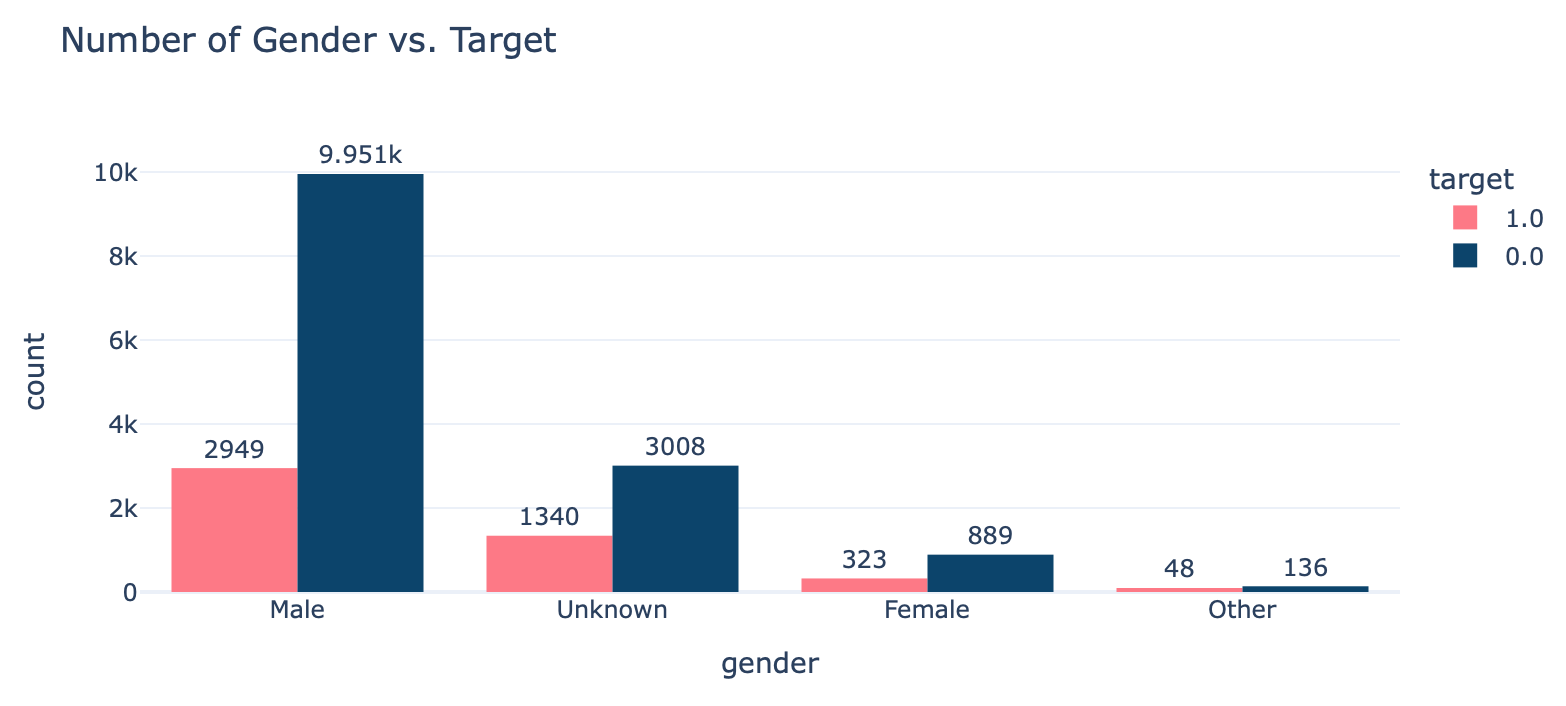 Number of Gender vs. Target
9.951k
10k
target
1.0
8k
0.0
6k
count
4k
2949
3008
2k
1340
889
323
48
136
0
Male
Unknown
Female
Other
gender